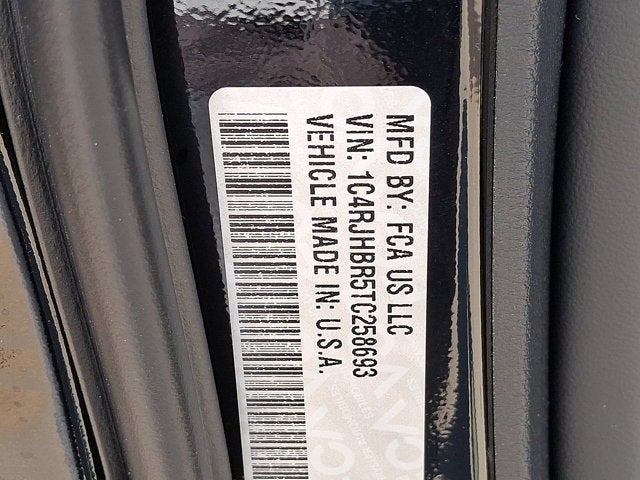 MFD BY: FCA US LLC
VIN: 1C4RJHBR5TC258693
VEHICLE MADE IN: U.S.A.